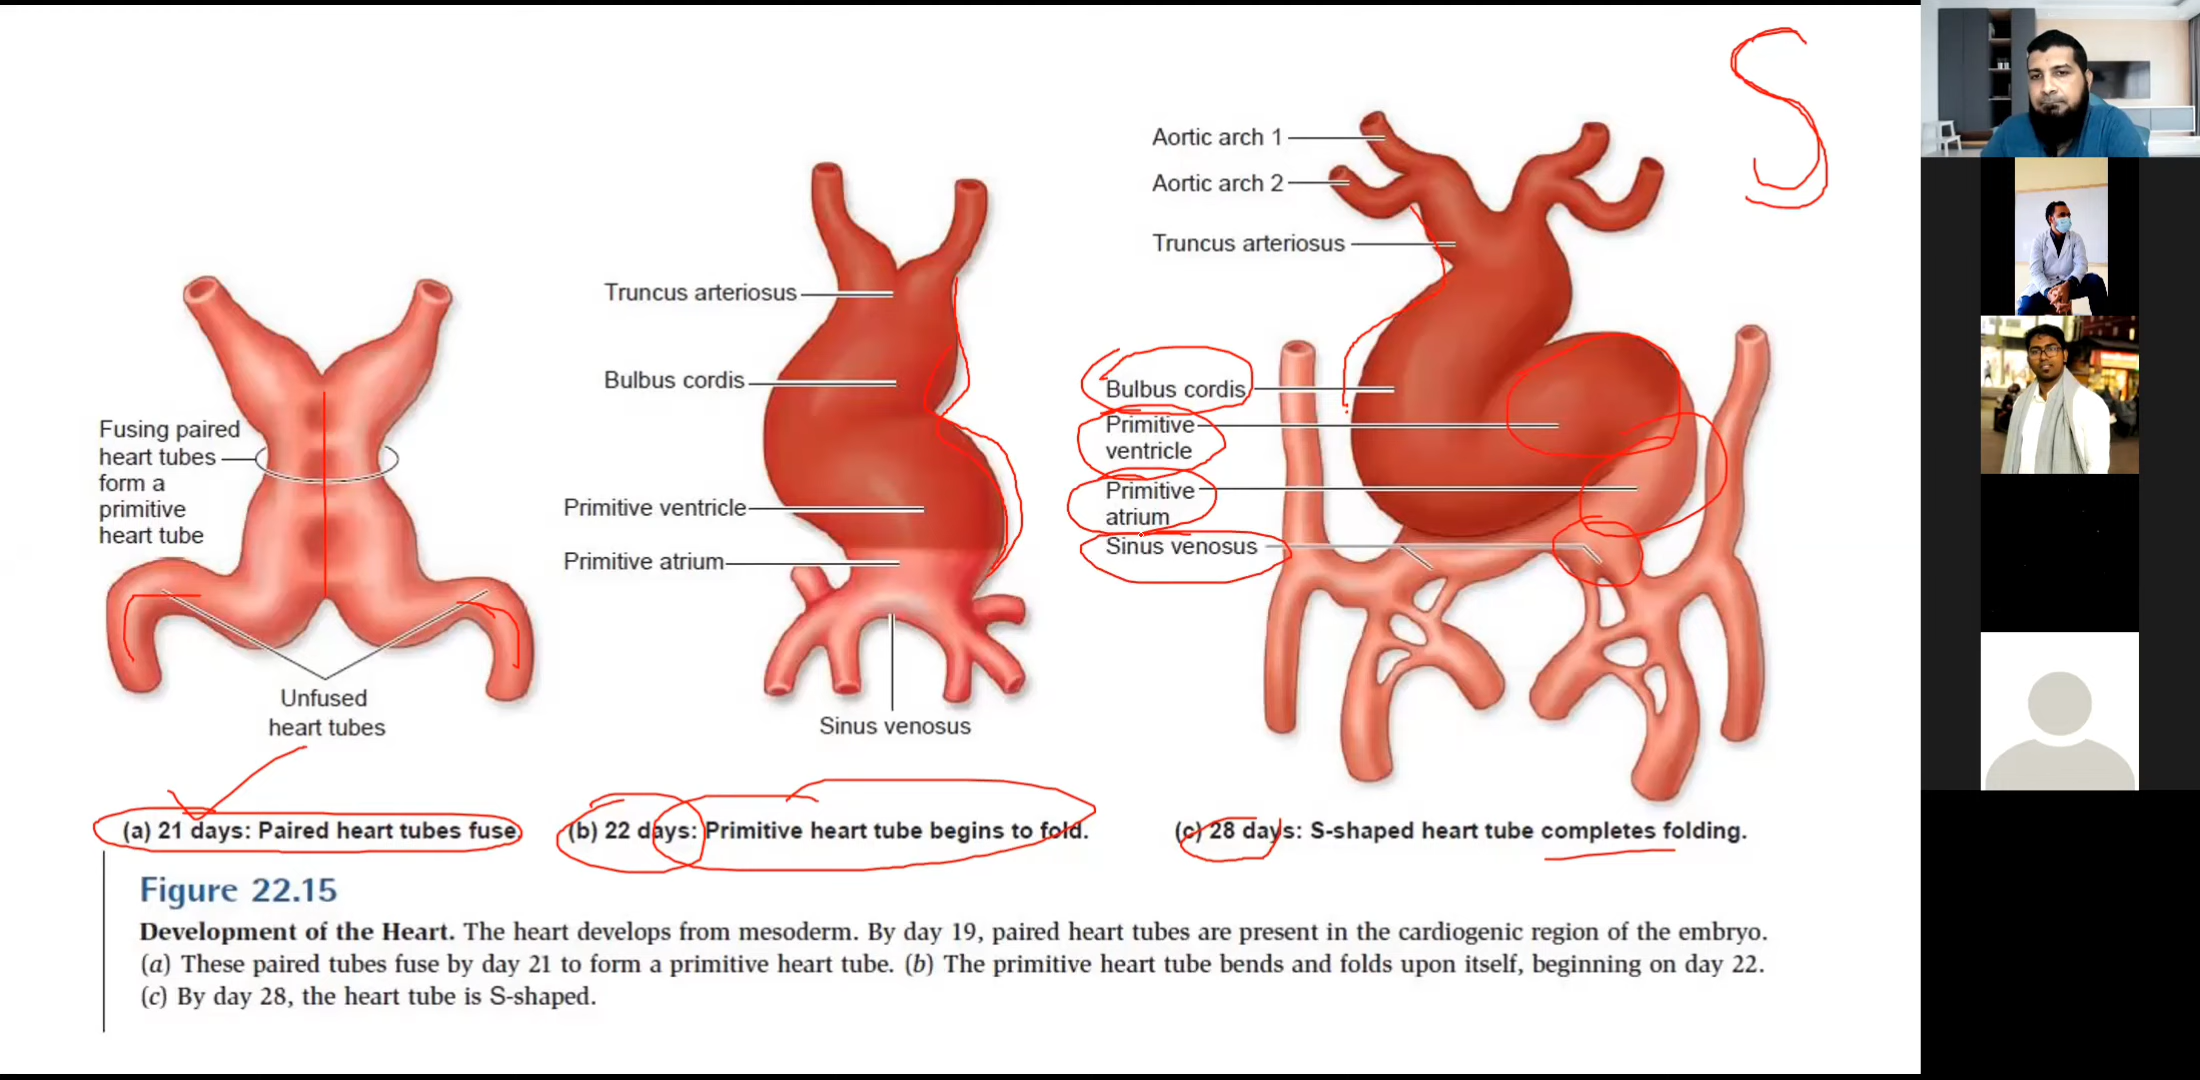 S
Aortic arch 1
Aortic arch 2
Truncus arteriosus
Truncus arteriosus
Bulbus cordis
Bulbus cordis
Primitive
ventricle
Fusing paired
heart tubes
form a
primitive
heart tube
Primitive
atrium
Primitive ventricle
Sinus venosus
Primitive atrium
Unfused
heart tubes
Sinus venosus
(a) 21 days: Paired heart tubes fuse
(b) 22 days: Primitive heart tube begins to fold.
(c) 28 days: S-shaped heart tube completes folding.
Figure 22.15
Development of the Heart. The heart develops from mesoderm. By day 19, paired heart tubes are present in the cardiogenic region of the embryo.
(a) These paired tubes fuse by day 21 to form a primitive heart tube. (b) The primitive heart tube bends and folds upon itself, beginning on day 22.
(c) By day 28, the heart tube is S-shaped.